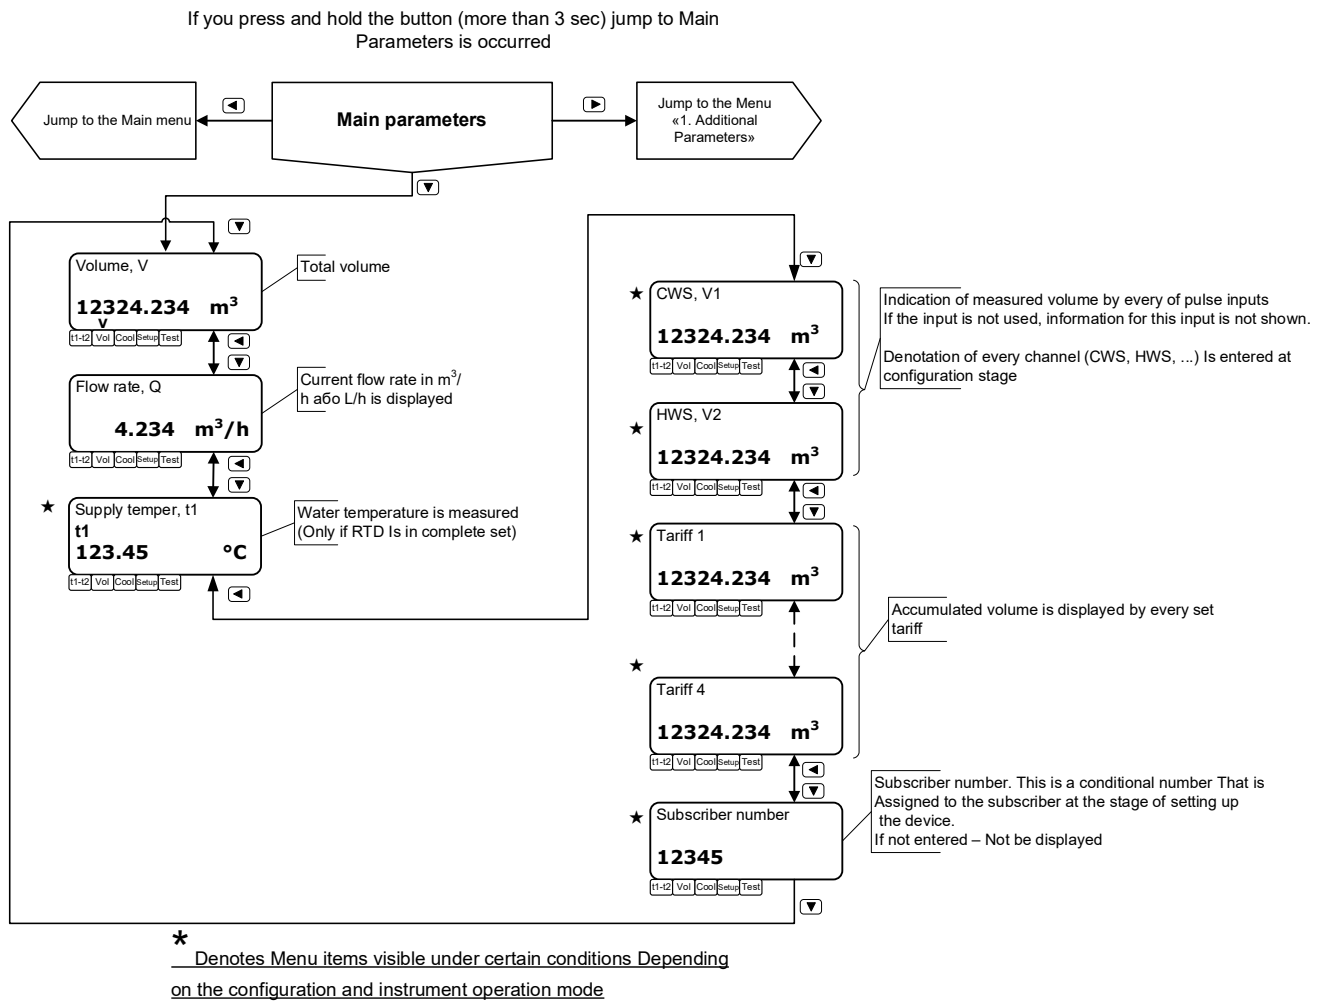 If you press and hold the button (more than 3 sec) jump to Main
Parameters is occurred
Jump to the Main menu
Main parameters
Jump to the Menu
«1. Additional
Parameters»
Volume, V
12324.234 m³
v
t1-t2 Vol Cool Setup Test
Total volume
Flow rate, Q
4.234 m³/h
t1-t2 Vol Cool Setup Test
Current flow rate in m³/
h або L/h is displayed
Supply temper, t1
t1
123.45 °C
t1-t2 Vol Cool Setup Test
Water temperature is measured
(Only if RTD Is in complete set)
CWS, V1
12324.234 m³
t1-t2 Vol Cool Setup Test
HWS, V2
12324.234 m³
t1-t2 Vol Cool Setup Test
Indication of measured volume by every of pulse inputs
If the input is not used, information for this input is not shown.
Denotation of every channel (CWS, HWS, ...) Is entered at
configuration stage
Tariff 1
12324.234 m³
t1-t2 Vol Cool Setup Test
Tariff 4
12324.234 m³
t1-t2 Vol Cool Setup Test
Accumulated volume is displayed by every set
tariff
Subscriber number
12345
t1-t2 Vol Cool Setup Test
Subscriber number. This is a conditional number That is
Assigned to the subscriber at the stage of setting up
the device.
If not entered – Not be displayed
* Denotes Menu items visible under certain conditions Depending
on the configuration and instrument operation mode